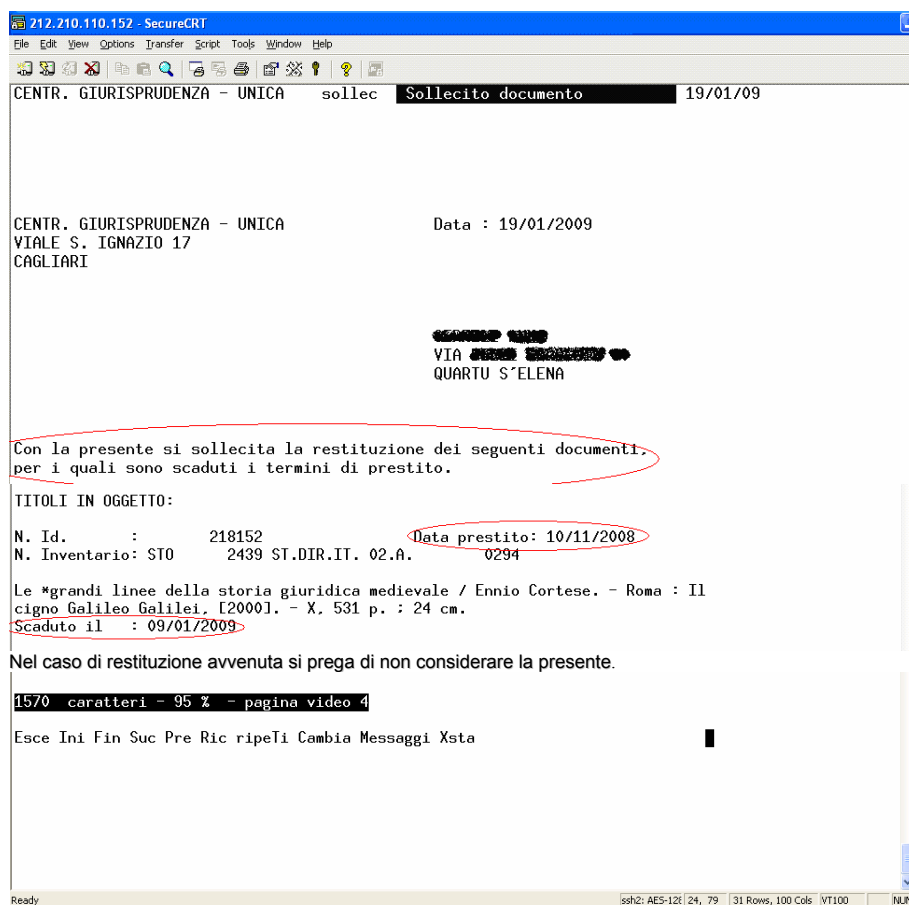 212.210.110.152 - SecureCRT
File Edit View Options Transfer Script Tools Window Help
CENTR. GIURISPRUDENZA - UNICA sollec Sollecito documento 19/01/09
CENTR. GIURISPRUDENZA - UNICA Data : 19/01/2009
VIALE S. IGNAZIO 17
CAGLIARI
VIA
QUARTU S´ELENA
Con la presente si sollecita la restituzione dei seguenti documenti,
per i quali sono scaduti i termini di prestito.
TITOLI IN OGGETTO:
N. Id. : 218152 Data prestito: 10/11/2008
N. Inventario: STO 2439 ST.DIR.IT. 02.A. 0294
Le *grandi linee della storia giuridica medievale / Ennio Cortese. - Roma : Il
cigno Galileo Galilei, [2000]. - X, 531 p. ; 24 cm.
Scaduto il : 09/01/2009
Nel caso di restituzione avvenuta si prega di non considerare la presente.
1570 caratteri - 95 % - pagina video 4
Esce Ini Fin Suc Pre Ric ripeTi Cambia Messaggi Xsta
Ready ssh2: AES-128 24, 79 31 Rows, 100 Cols VT100 NUM